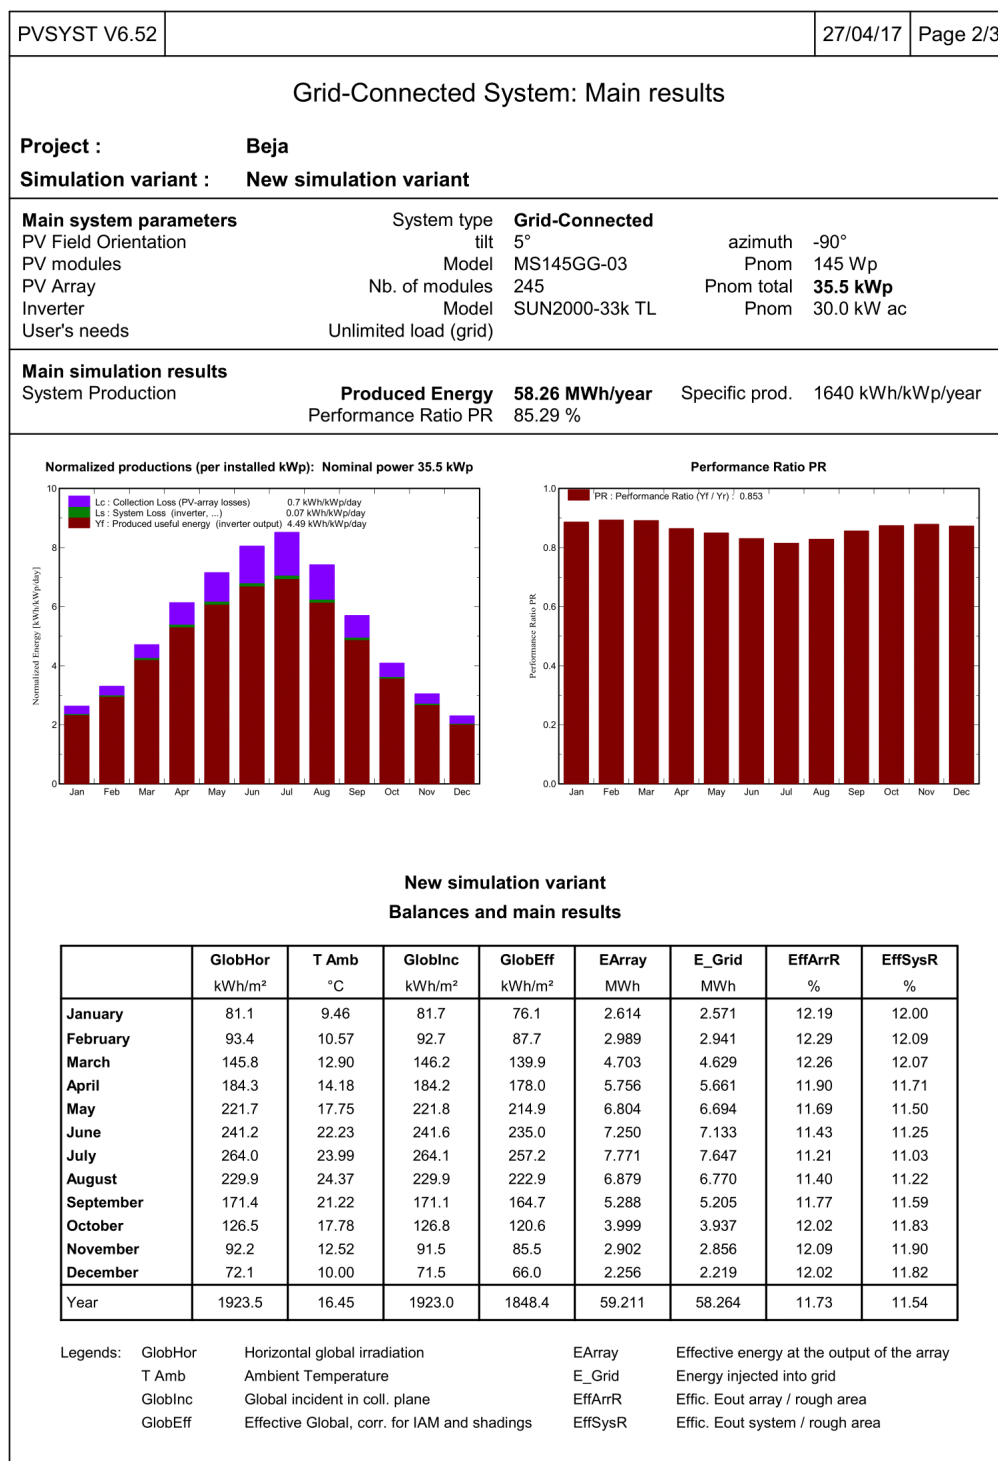 PVSYST V6.52 27/04/17 Page 2/3
Grid-Connected System: Main results
Project : Beja
Simulation variant : New simulation variant
Main system parameters System type Grid-Connected
PV Field Orientation tilt 5° azimuth -90°
PV modules Model MS145GG-03 Pnom 145 Wp
PV Array Nb. of modules 245 Pnom total 35.5 kWp
Inverter Model SUN2000-33k TL Pnom 30.0 kW ac
User's needs Unlimited load (grid)
Main simulation results
System Production Produced Energy 58.26 MWh/year Specific prod. 1640 kWh/kWp/year
Performance Ratio PR 85.29 %
Normalized productions (per installed kWp): Nominal power 35.5 kWp
Lc : Collection Loss (PV-array losses) 0.7 kWh/kWp/day
Ls : System Loss (inverter, ...) 0.07 kWh/kWp/day
Yf : Produced useful energy (inverter output) 4.49 kWh/kWp/day
Normalized Energy [kWh/kWp/day]
10
8
6
4
2
0
Jan Feb Mar Apr May Jun Jul Aug Sep Oct Nov Dec
Performance Ratio PR
PR : Performance Ratio (Yf / Yr) : 0.853
Performance Ratio PR
1.0
0.8
0.6
0.4
0.2
0.0
Jan Feb Mar Apr May Jun Jul Aug Sep Oct Nov Dec
New simulation variant
Balances and main results
GlobHor T Amb GlobInc GlobEff EArray E_Grid EffArrR EffSysR
kWh/m² °C kWh/m² kWh/m² MWh MWh % %
January 81.1 9.46 81.7 76.1 2.614 2.571 12.19 12.00
February 93.4 10.57 92.7 87.7 2.989 2.941 12.29 12.09
March 145.8 12.90 146.2 139.9 4.703 4.629 12.26 12.07
April 184.3 14.18 184.2 178.0 5.756 5.661 11.90 11.71
May 221.7 17.75 221.8 214.9 6.804 6.694 11.69 11.50
June 241.2 22.23 241.6 235.0 7.250 7.133 11.43 11.25
July 264.0 23.99 264.1 257.2 7.771 7.647 11.21 11.03
August 229.9 24.37 229.9 222.9 6.879 6.770 11.40 11.22
September 171.4 21.22 171.1 164.7 5.288 5.205 11.77 11.59
October 126.5 17.78 126.8 120.6 3.999 3.937 12.02 11.83
November 92.2 12.52 91.5 85.5 2.902 2.856 12.09 11.90
December 72.1 10.00 71.5 66.0 2.256 2.219 12.02 11.82
Year 1923.5 16.45 1923.0 1848.4 59.211 58.264 11.73 11.54
Legends: GlobHor Horizontal global irradiation EArray Effective energy at the output of the array
T Amb Ambient Temperature E_Grid Energy injected into grid
GlobInc Global incident in coll. plane EffArrR Effic. Eout array / rough area
GlobEff Effective Global, corr. for IAM and shadings EffSysR Effic. Eout system / rough area